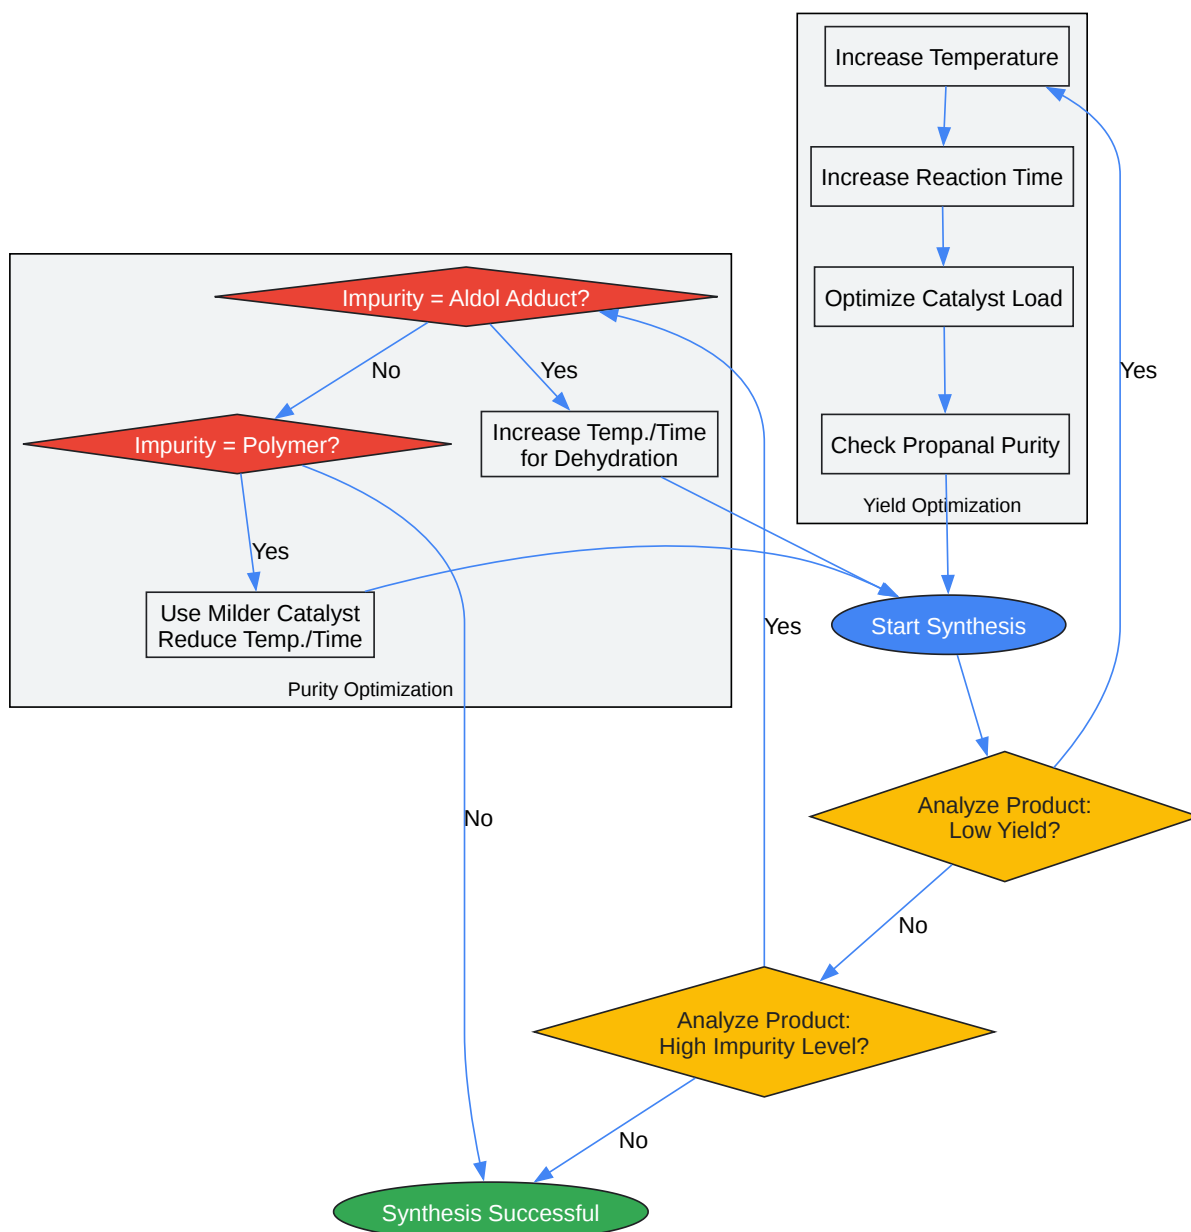 Increase Temperature
Increase Reaction Time
Optimize Catalyst Load
Check Propanal Purity
Yield Optimization
Yes
Impurity = Aldol Adduct?
No
Yes
Impurity = Polymer?
Increase Temp./Time
for Dehydration
Yes
Use Milder Catalyst
Reduce Temp./Time
Purity Optimization
Yes
Start Synthesis
No
Analyze Product:
Low Yield?
No
Analyze Product:
High Impurity Level?
No
Synthesis Successful